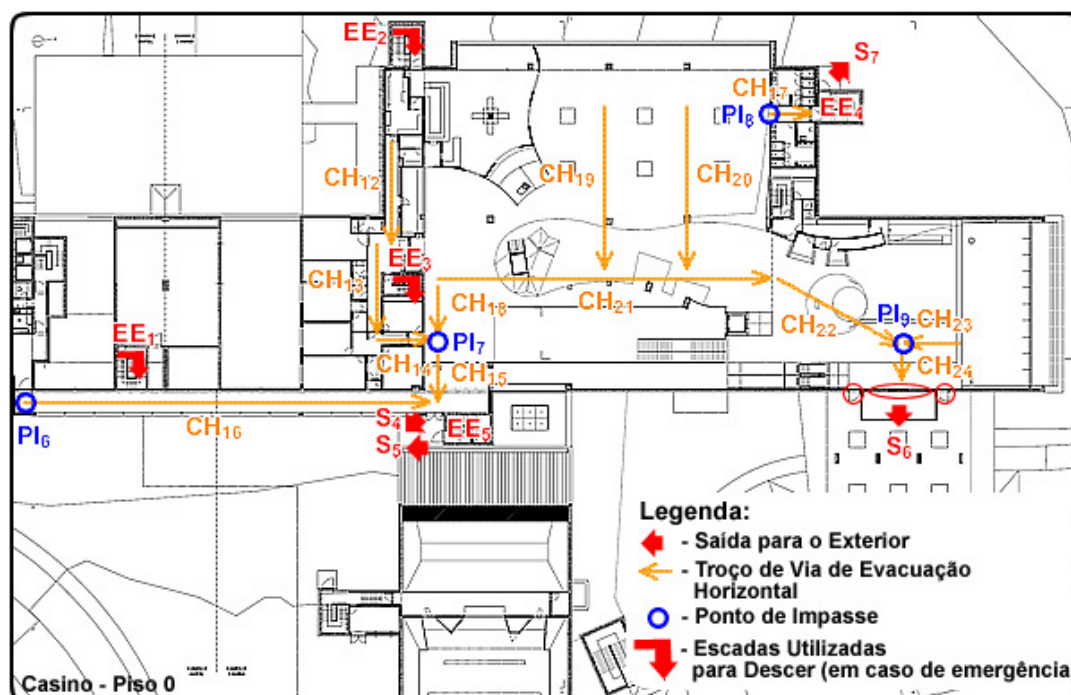 EE2
S7
CH17
PI8
EE4
CH12
CH19
CH20
EE3
CH13
CH21
CH18
EE1
PI7
CH22
PI9
CH23
CH14
CH15
CH24
PI6
CH16
S4
EE5
S5
S6
Legenda:
- Saída para o Exterior
- Troço de Via de Evacuação
Horizontal
- Ponto de Impasse
- Escadas Utilizadas
para Descer (em caso de emergência
Casino - Piso 0